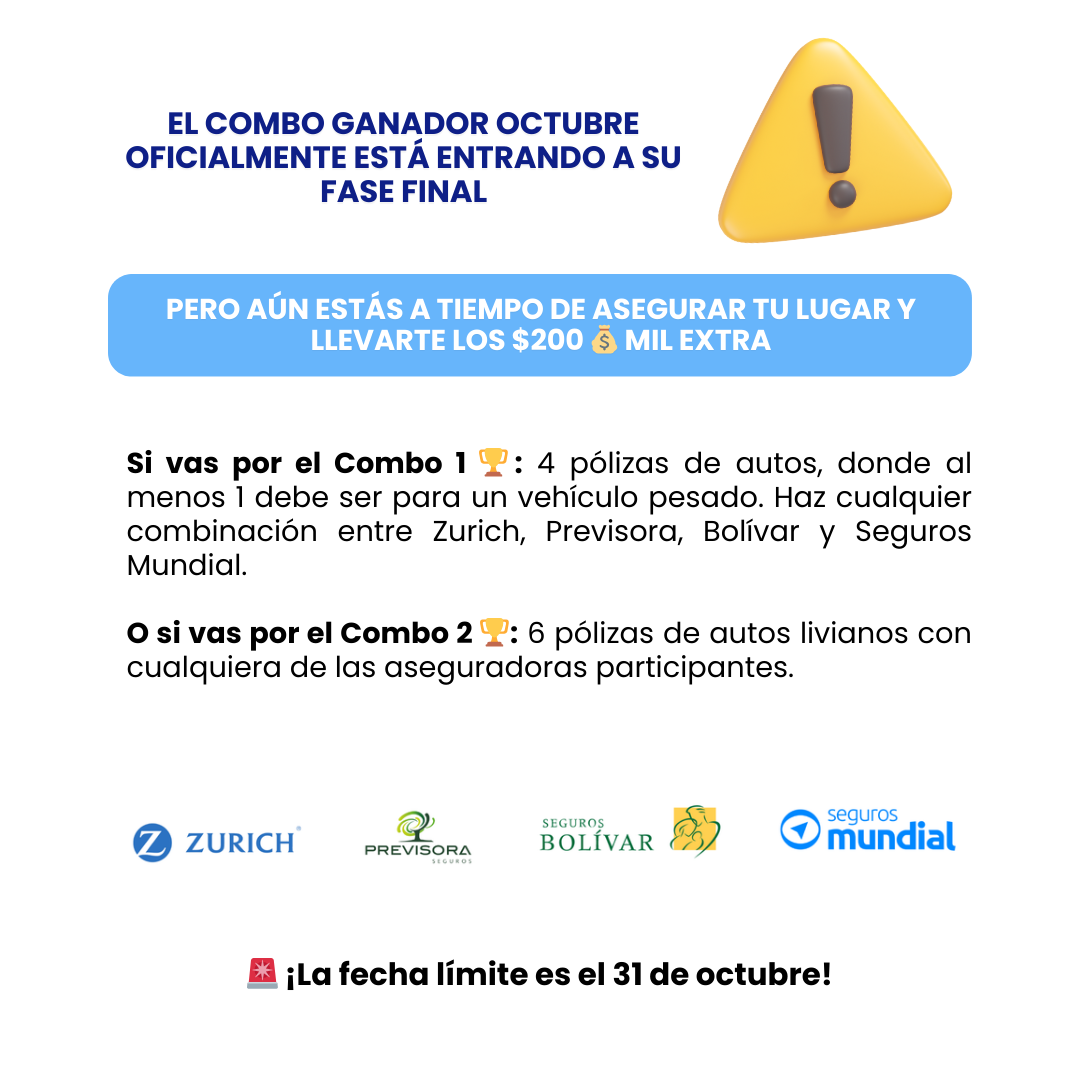 EL COMBO GANADOR OCTUBRE
OFICIALMENTE ESTÁ ENTRANDO A SU
FASE FINAL
PERO AÚN ESTÁS A TIEMPO DE ASEGURAR TU LUGAR Y
LLEVARTE LOS $200 💰 MIL EXTRA
Si vas por el Combo 1 🏆: 4 pólizas de autos, donde al
menos 1 debe ser para un vehículo pesado. Haz cualquier
combinación entre Zurich, Previsora, Bolívar y Seguros
Mundial.
O si vas por el Combo 2 🏆: 6 pólizas de autos livianos con
cualquiera de las aseguradoras participantes.
ZURICH®
PREVISORA
SEGUROS
SEGUROS
BOLÍVAR
seguros
mundial
🚨 ¡La fecha límite es el 31 de octubre!